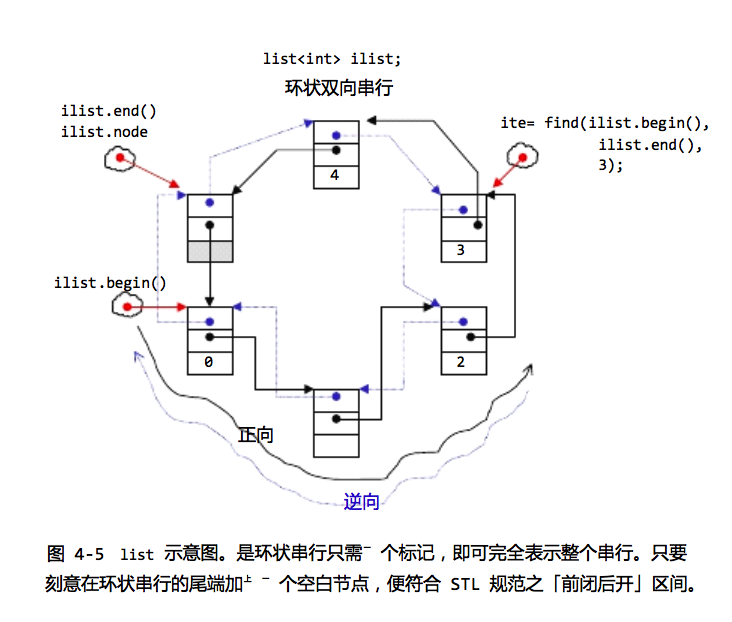 list<int> ilist;
环状双向串行
ilist.end()
ilist.node
ite= find(ilist.begin(),
ilist.end(),
3);
4
3
ilist.begin()
0
2
正向
逆向
图 4-5 list 示意图。是环状串行只需一 个标记，即可完全表示整个串行。只要
刻意在环状串行的尾端加上 一 个空白节点，便符合 STL 规范之「前闭后开」区间。